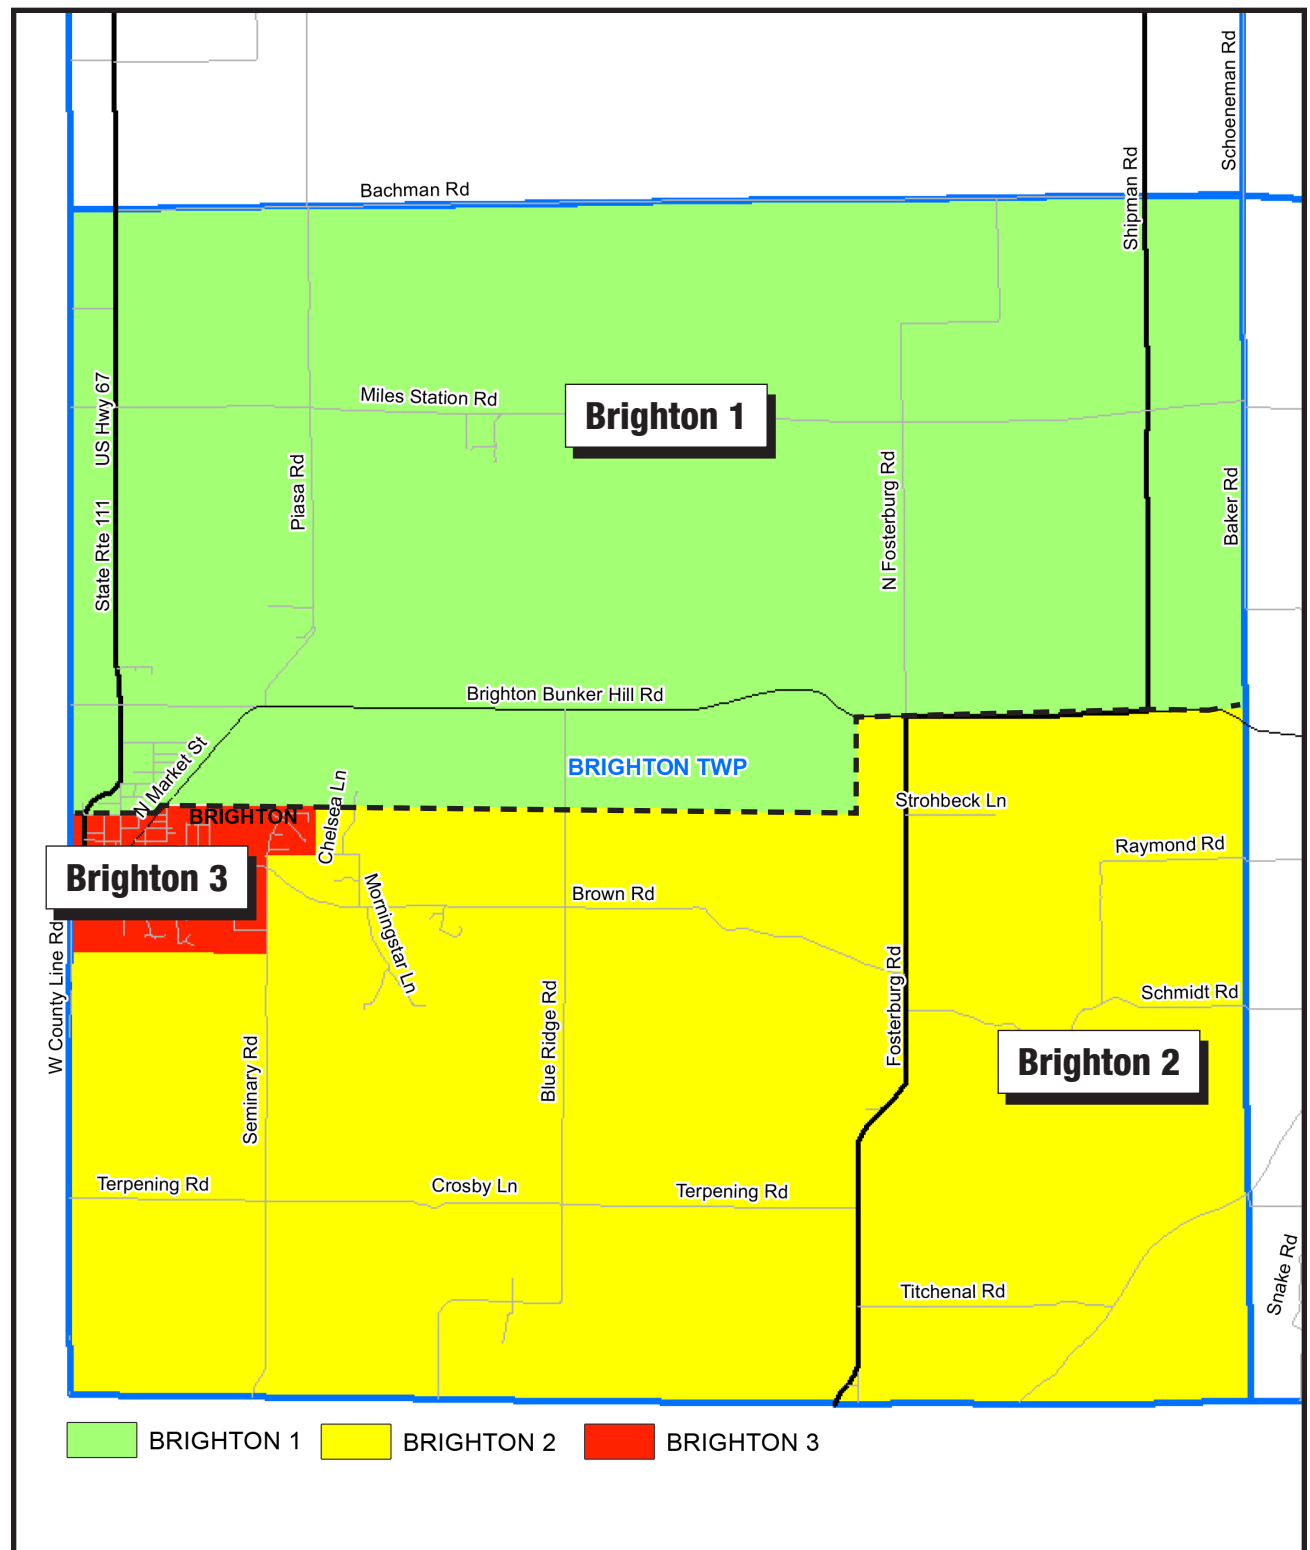 Schoeneman Rd
Shipman Rd
Bachman Rd
US Hwy 67
Miles Station Rd
Brighton 1
Piasa Rd
N Fosterburg Rd
Baker Rd
State Rte 111
Brighton Bunker Hill Rd
N Market St
BRIGHTON TWP
Chelsea Ln
Strohbeck Ln
BRIGHTON
Raymond Rd
Brighton 3
Morningstar Ln
Brown Rd
W County Line Rd
Fosterburg Rd
Schmidt Rd
Blue Ridge Rd
Seminary Rd
Brighton 2
Terpening Rd
Crosby Ln
Terpening Rd
Snake Rd
Titchenal Rd
BRIGHTON 1
BRIGHTON 2
BRIGHTON 3